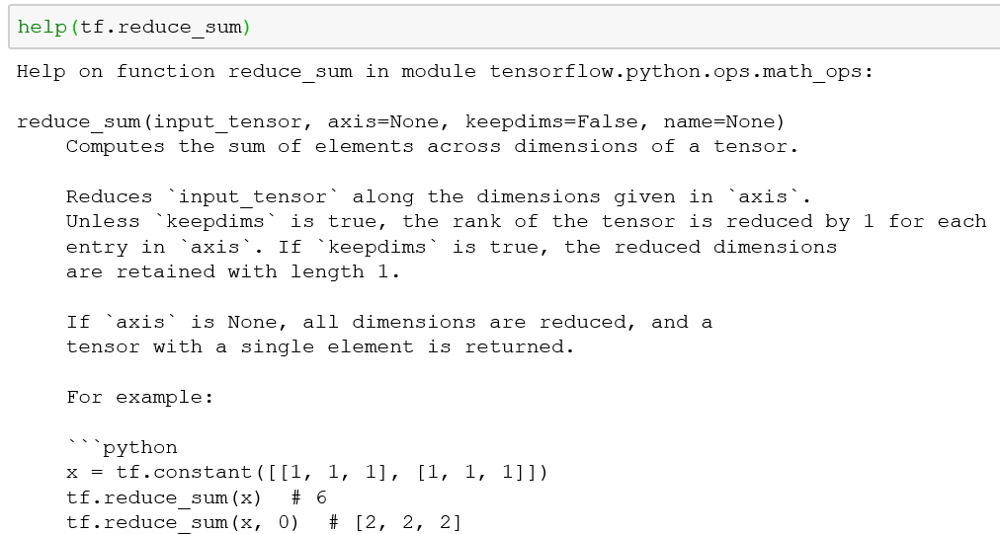 help(tf.reduce_sum)
Help on function reduce_sum in module tensorflow.python.ops.math_ops:
reduce_sum(input_tensor, axis=None, keepdims=False, name=None)
Computes the sum of elements across dimensions of a tensor.
Reduces `input_tensor` along the dimensions given in `axis`.
Unless `keepdims` is true, the rank of the tensor is reduced by 1 for each
entry in `axis`. If `keepdims` is true, the reduced dimensions
are retained with length 1.
If `axis` is None, all dimensions are reduced, and a
tensor with a single element is returned.
For example:
```python
x = tf.constant([[1, 1, 1], [1, 1, 1]])
tf.reduce_sum(x)  # 6
tf.reduce_sum(x, 0)  # [2, 2, 2]